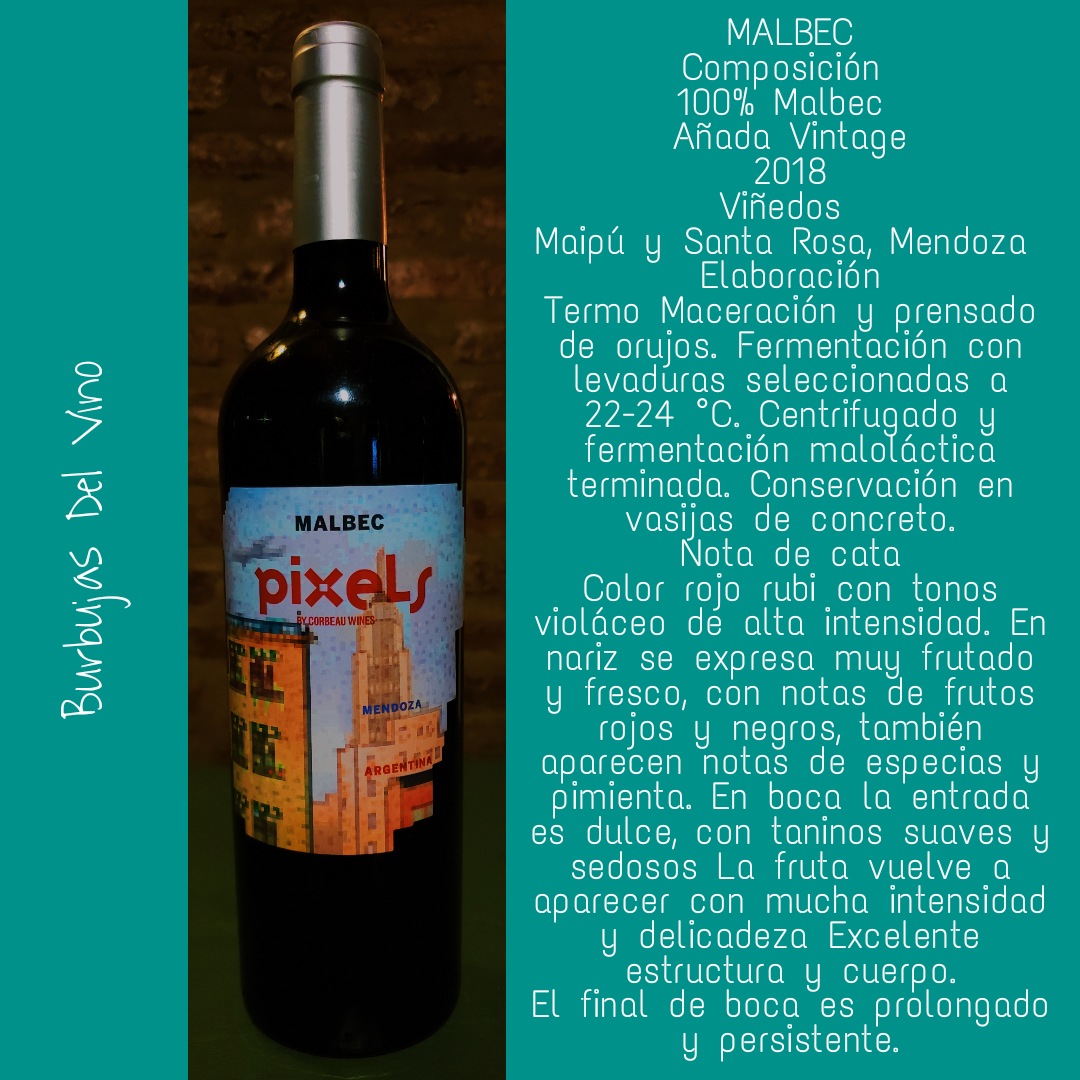 Burbujas Del Vino
MALBEC
pixels
BY CORBEAU WINES
MENDOZA
ARGENTINA
MALBEC
Composición
100% Malbec
Añada Vintage
2018
Viñedos
Maipú y Santa Rosa, Mendoza
Elaboración
Termo Maceración y prensado
de orujos. Fermentación con
levaduras seleccionadas a
22-24 °C. Centrifugado y
fermentación maloláctica
terminada. Conservación en
vasijas de concreto.
Nota de cata
Color rojo rubi con tonos
violáceo de alta intensidad. En
nariz se expresa muy frutado
y fresco, con notas de frutos
rojos y negros, también
aparecen notas de especias y
pimienta. En boca la entrada
es dulce, con taninos suaves y
sedosos La fruta vuelve a
aparecer con mucha intensidad
y delicadeza Excelente
estructura y cuerpo.
El final de boca es prolongado
y persistente.